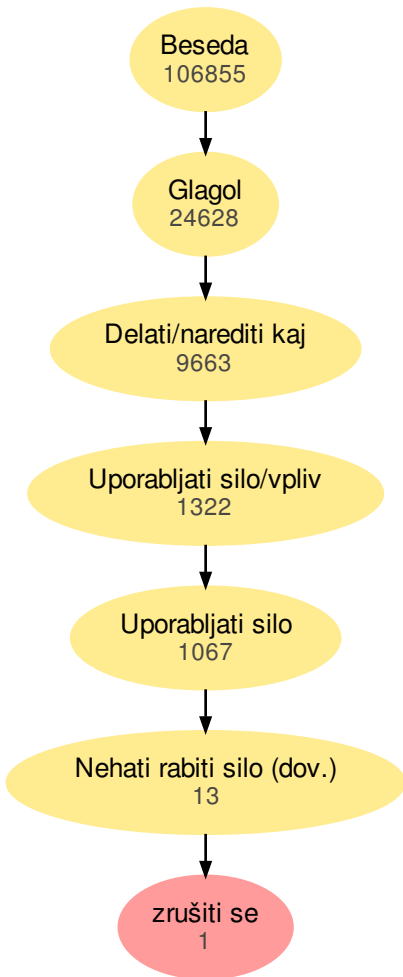 Beseda
106855
Glagol
24628
Delati/narediti kaj
9663
Uporabljati silo/vpliv
1322
Uporabljati silo
1067
Nehati rabiti silo (dov.)
13
zrušiti se
1